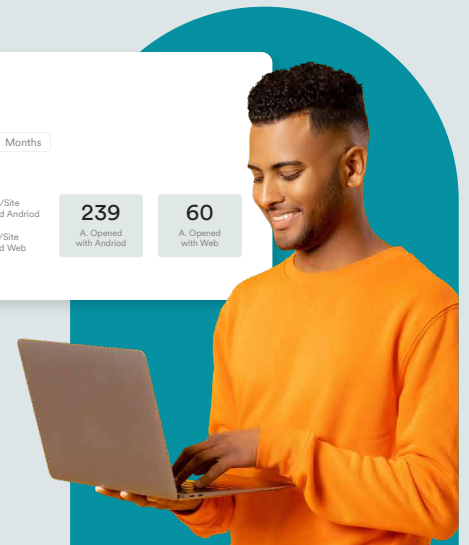 Months
/Site
d Andriod
/Site
d Web
239
A. Opened
with Andriod
60
A. Opened
with Web